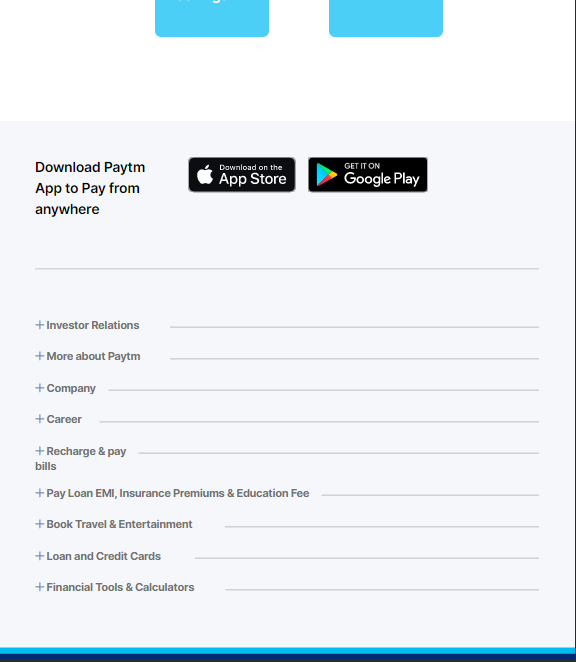 Download Paytm
App to Pay from
anywhere
Download on the
App Store
GET IT ON
Google Play
+ Investor Relations
+ More about Paytm
+ Company
+ Career
+ Recharge & pay
bills
+ Pay Loan EMI, Insurance Premiums & Education Fee
+ Book Travel & Entertainment
+ Loan and Credit Cards
+ Financial Tools & Calculators